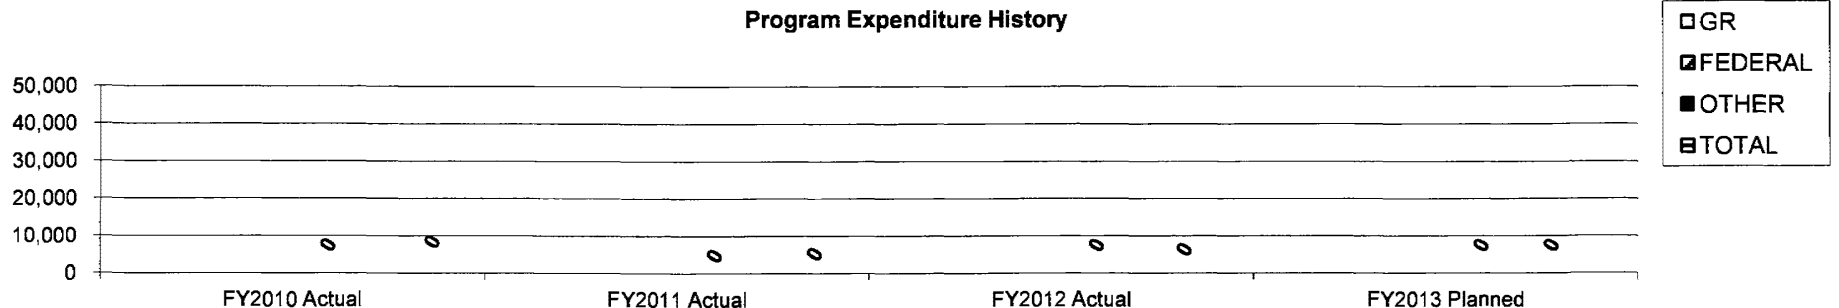 Program Expenditure History
GR
FEDERAL
OTHER
TOTAL
50,000
40,000
30,000
20,000
10,000
0
0 0 0 0 0 0 0 0
FY2010 Actual FY2011 Actual FY2012 Actual FY2013 Planned